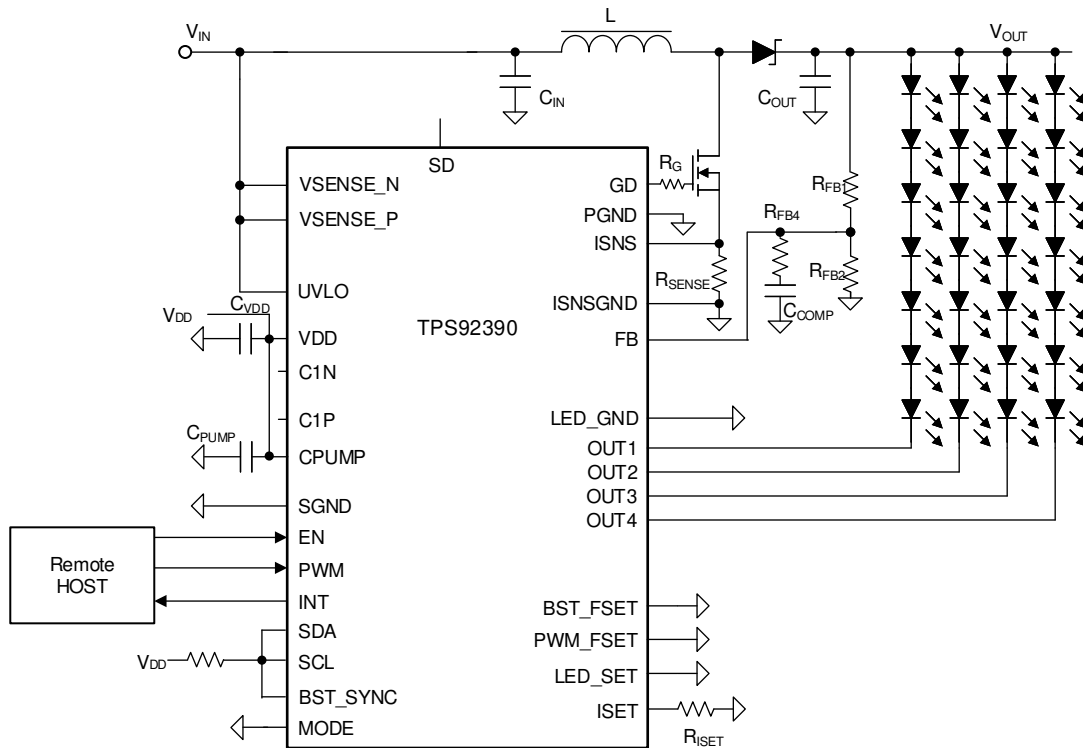 L
VIN
VOUT
CIN
COUT
SD
RG
VSENSE_N
GD
RFB1
VSENSE_P
PGND
RFB4
ISNS
RSENSE
RFB2
UVLO
ISNSGND
CCOMP
CVDD
VDD
TPS92390
VDD
FB
C1N
C1P
LED_GND
CPUMP
OUT1
CPUMP
OUT2
OUT3
SGND
OUT4
EN
Remote
HOST
PWM
INT
BST_FSET
SDA
PWM_FSET
VDD
SCL
LED_SET
BST_SYNC
ISET
MODE
RISET